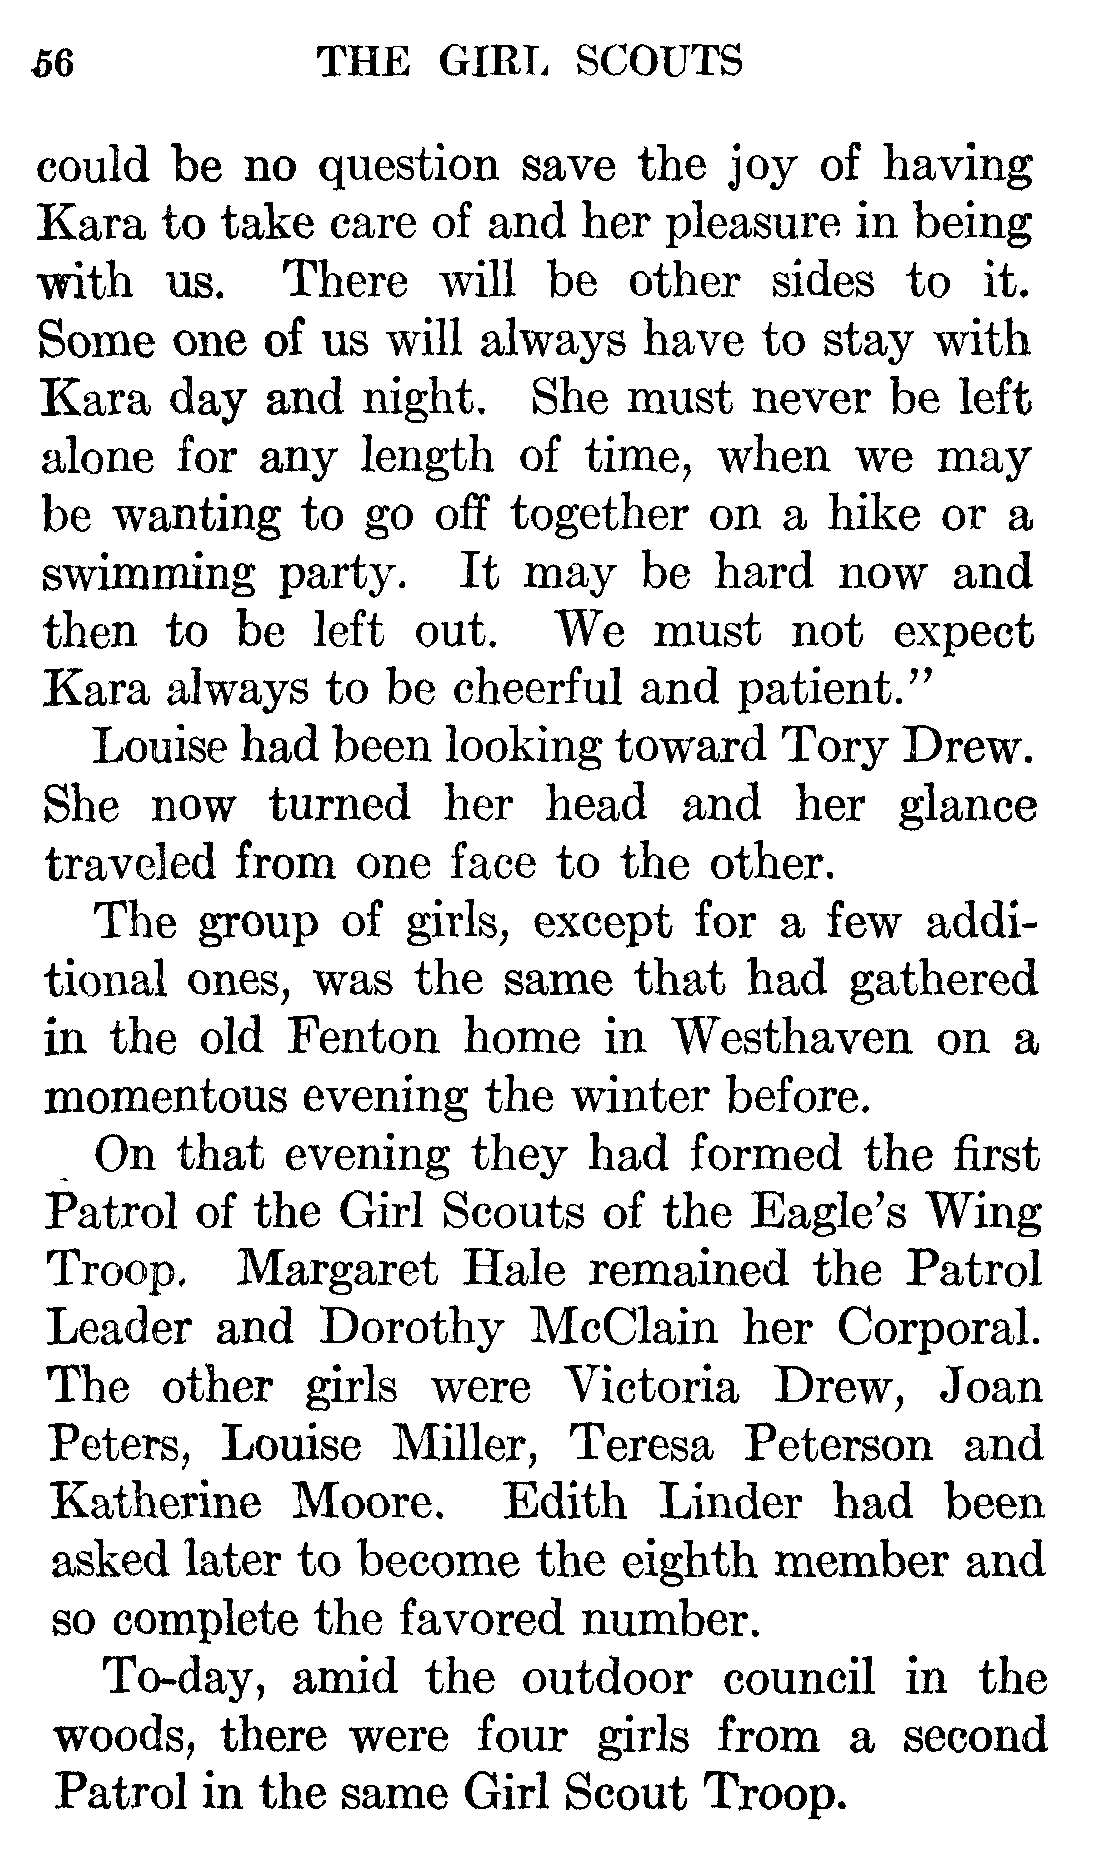 56 THE GIRL SCOUTS
could be no question save the joy of having
Kara to take care of and her pleasure in being
with us. There will be other sides to it.
Some one of us will always have to stay with
Kara day and night. She must never be left
alone for any length of time, when we may
be wanting to go off together on a hike or a
swimming party. It may be hard now and
then to be left out. We must not expect
Kara always to be cheerful and patient.”
Louise had been looking toward Tory Drew.
She now turned her head and her glance
traveled from one face to the other.
The group of girls, except for a few addi-
tional ones, was the same that had gathered
in the old Fenton home in Westhaven on a
momentous evening the winter before.
On that evening they had formed the first
Patrol of the Girl Scouts of the Eagle’s Wing
Troop. Margaret Hale remained the Patrol
Leader and Dorothy McClain her Corporal.
The other girls were Victoria Drew, Joan
Peters, Louise Miller, Teresa Peterson and
Katherine Moore. Edith Linder had been
asked later to become the eighth member and
so complete the favored number.
To-day, amid the outdoor council in the
woods, there were four girls from a second
Patrol in the same Girl Scout Troop.